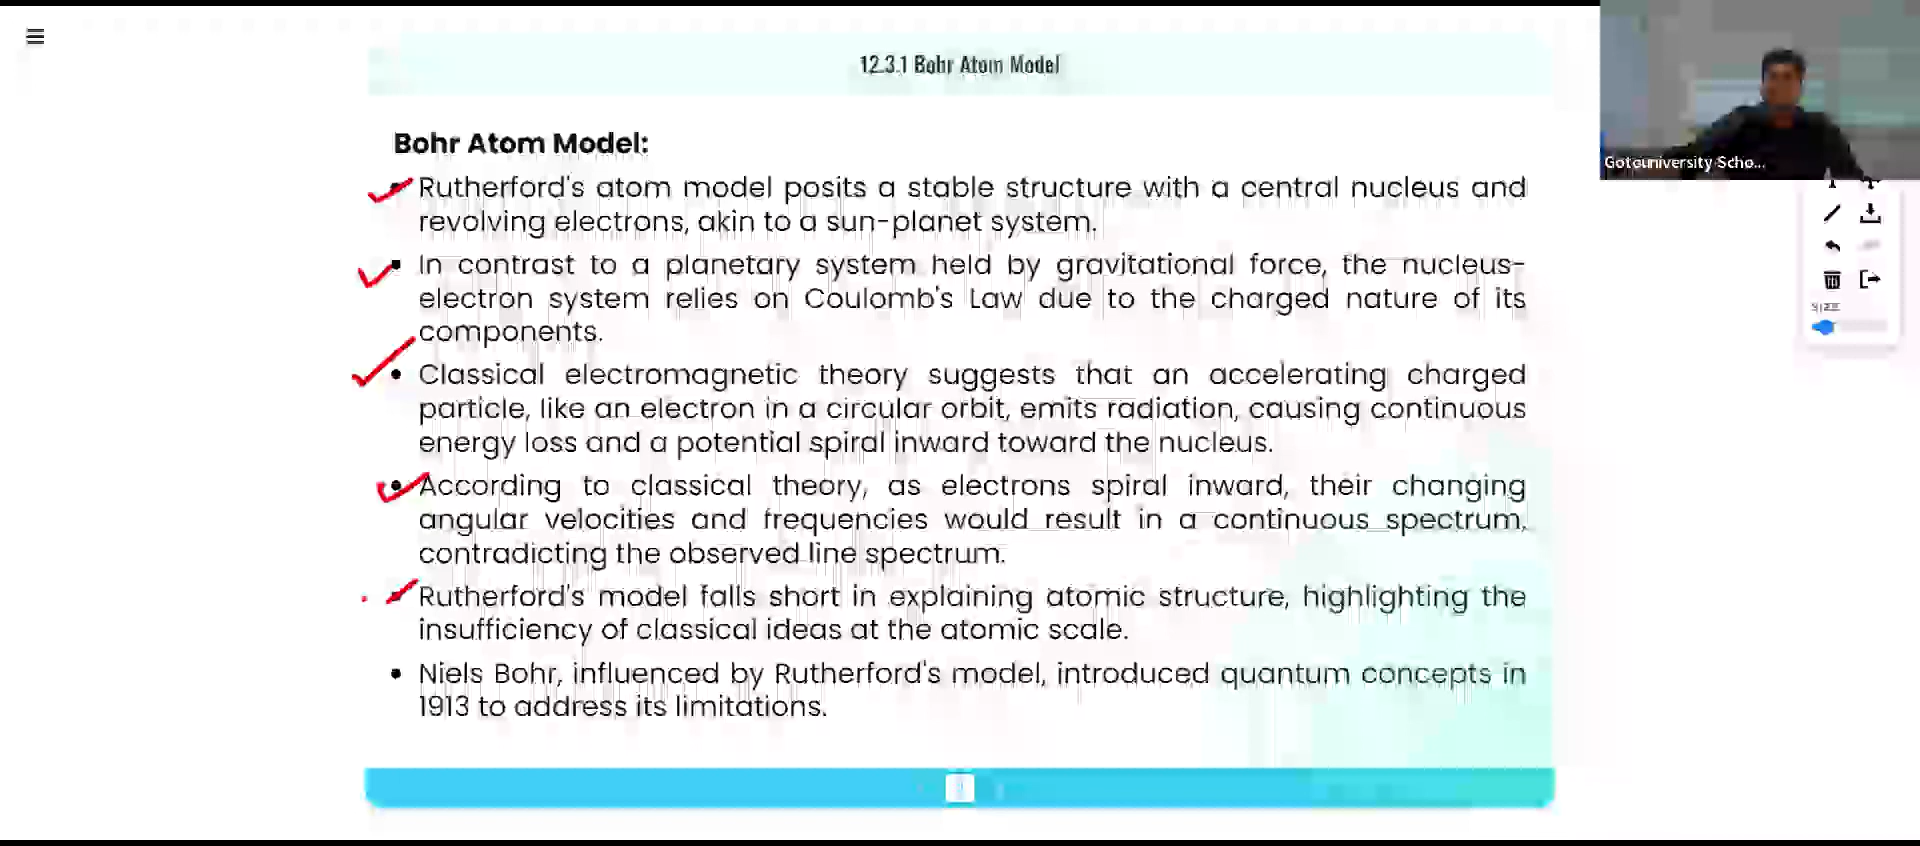 12.3.1 Bohr Atom Model
Gotouniversity Scho...
Bohr Atom Model:
• Rutherford's atom model posits a stable structure with a central nucleus and
revolving electrons, akin to a sun-planet system.
• In contrast to a planetary system held by gravitational force, the nucleus-
electron system relies on Coulomb's Law due to the charged nature of its
components.
• Classical electromagnetic theory suggests that an accelerating charged
particle, like an electron in a circular orbit, emits radiation, causing continuous
energy loss and a potential spiral inward toward the nucleus.
• According to classical theory, as electrons spiral inward, their changing
angular velocities and frequencies would result in a continuous spectrum,
contradicting the observed line spectrum.
• Rutherford's model falls short in explaining atomic structure, highlighting the
insufficiency of classical ideas at the atomic scale.
• Niels Bohr, influenced by Rutherford's model, introduced quantum concepts in
1913 to address its limitations.
SIZE